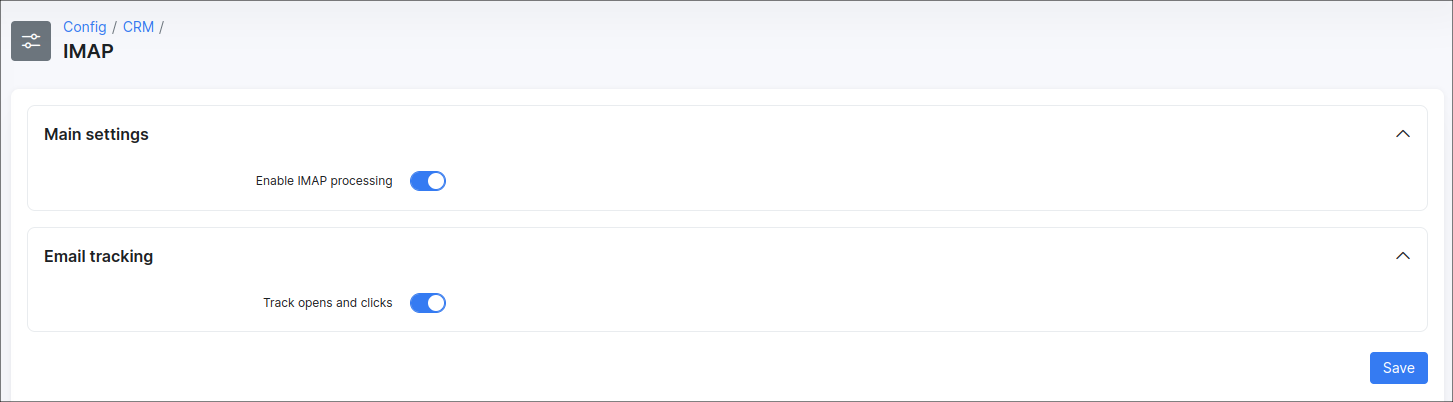 Config / CRM /
IMAP
Main settings
Enable IMAP processing
Email tracking
Track opens and clicks
Save